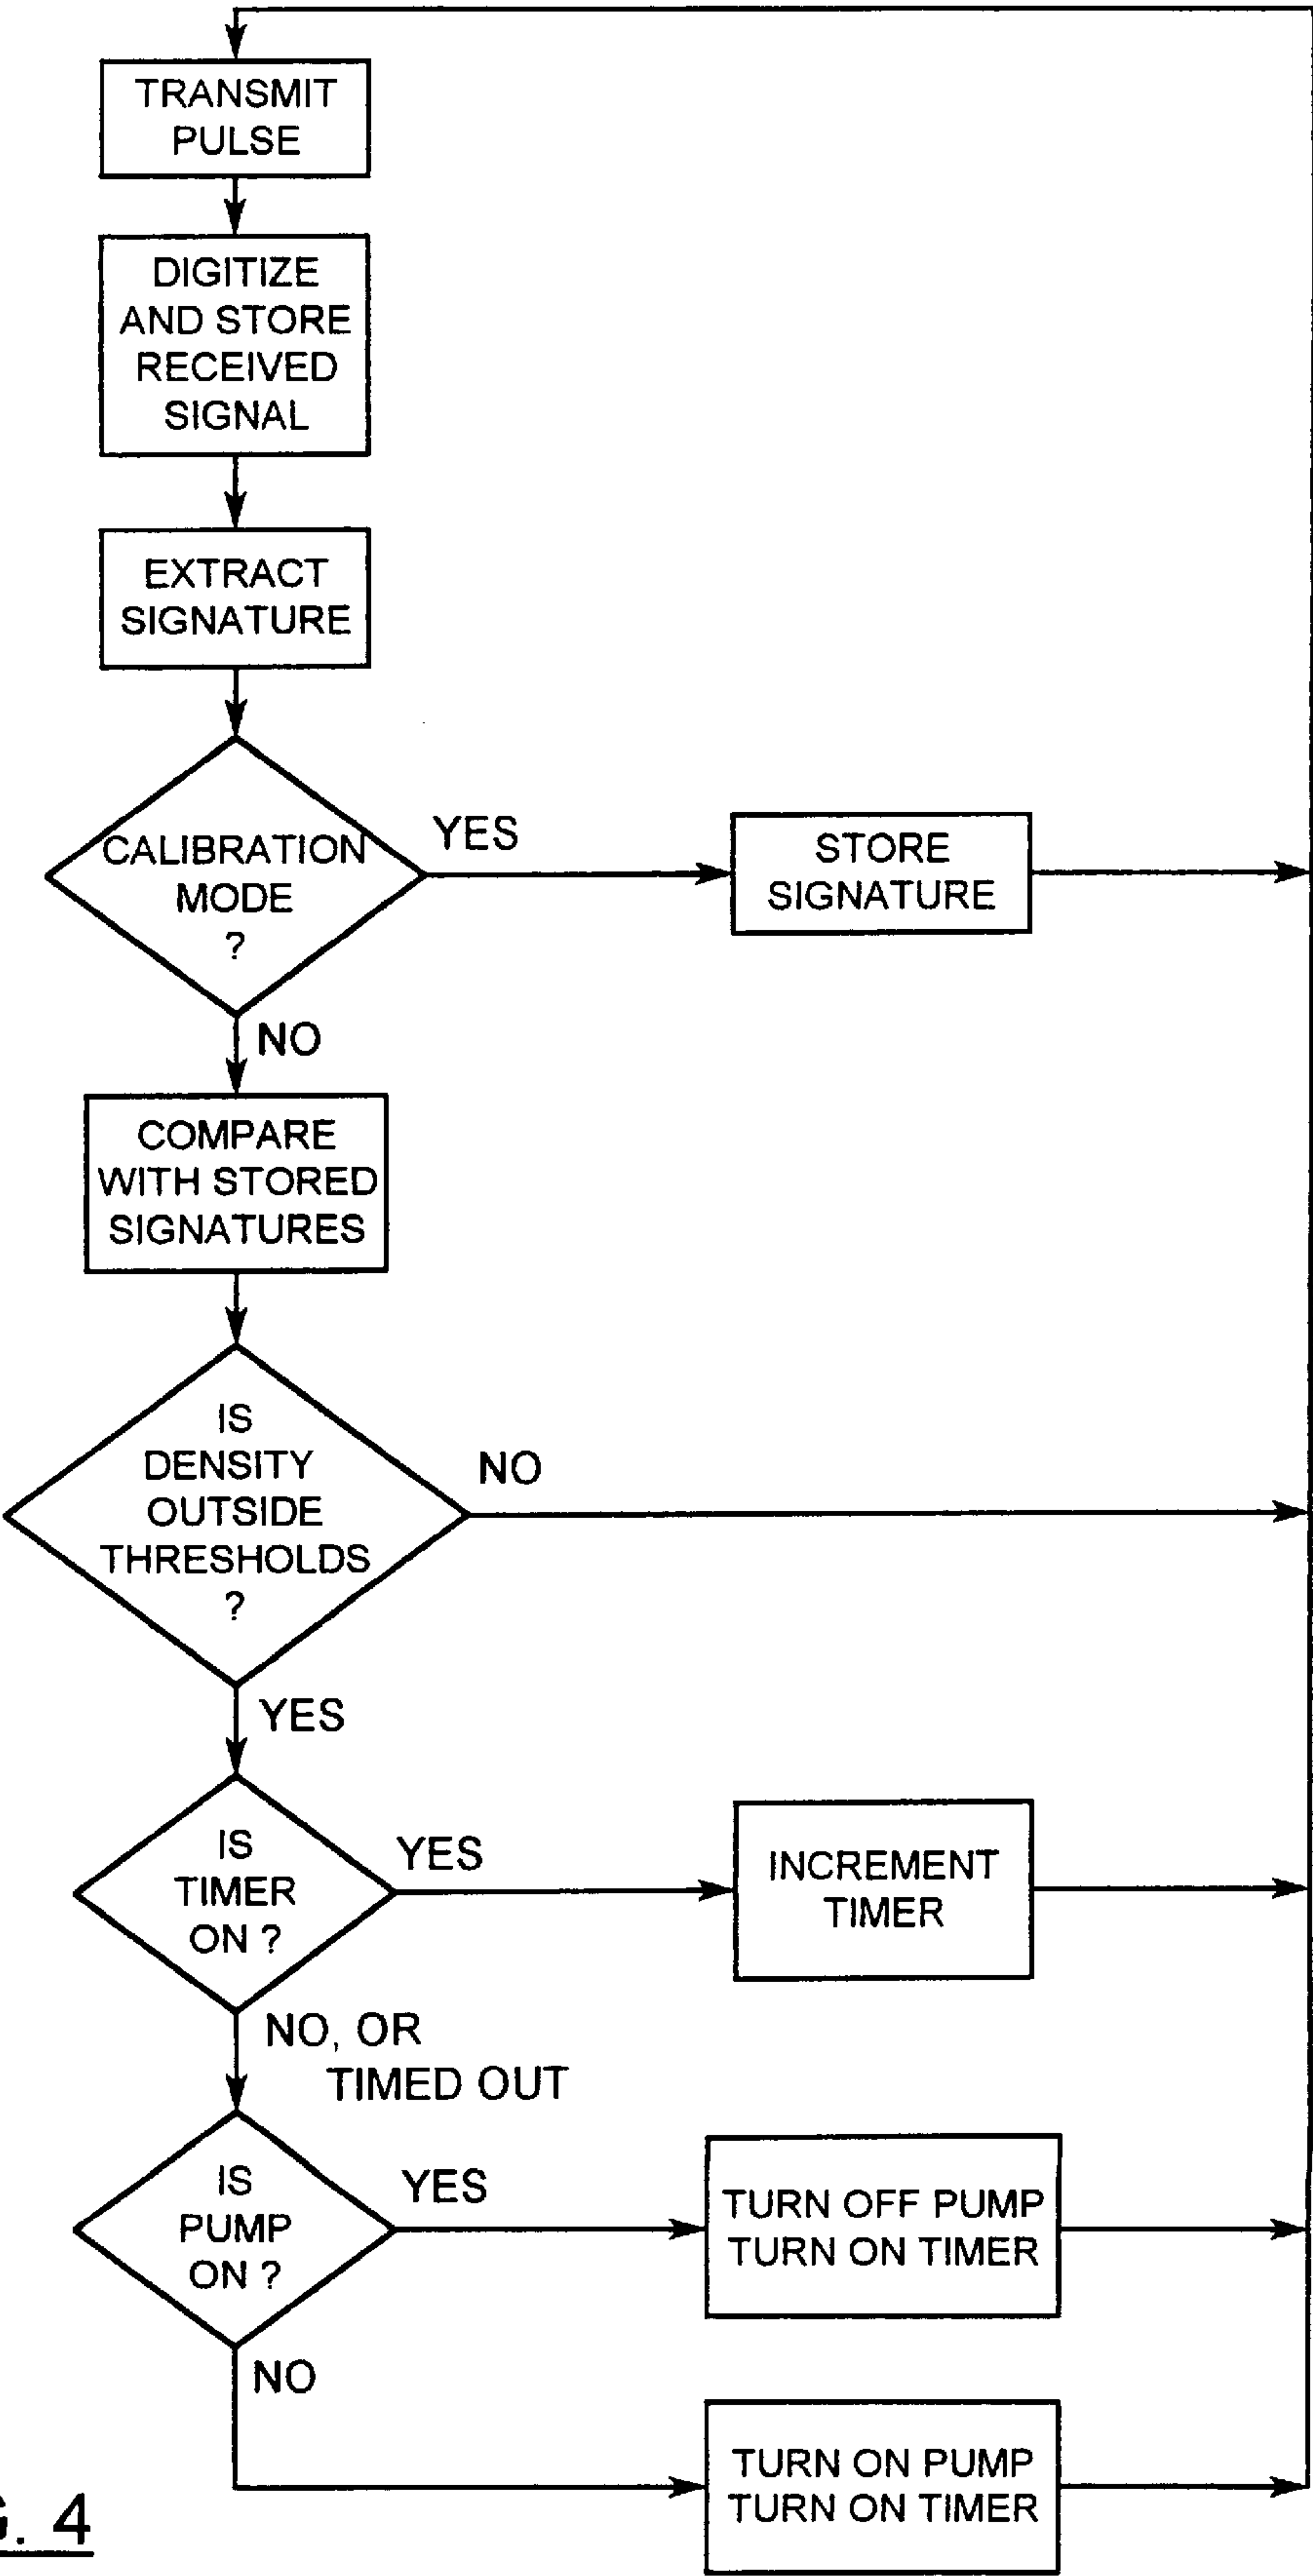 TRANSMIT
PULSE
DIGITIZE
AND STORE
RECEIVED
SIGNAL
EXTRACT
SIGNATURE
CALIBRATION
MODE
?
YES
STORE
SIGNATURE
NO
COMPARE
WITH STORED
SIGNATURES
IS
DENSITY
OUTSIDE
THRESHOLDS
?
NO
YES
IS
TIMER
ON ?
YES
INCREMENT
TIMER
NO, OR
TIMED OUT
IS
PUMP
ON ?
YES
TURN OFF PUMP
TURN ON TIMER
NO
TURN ON PUMP
TURN ON TIMER
G. 4